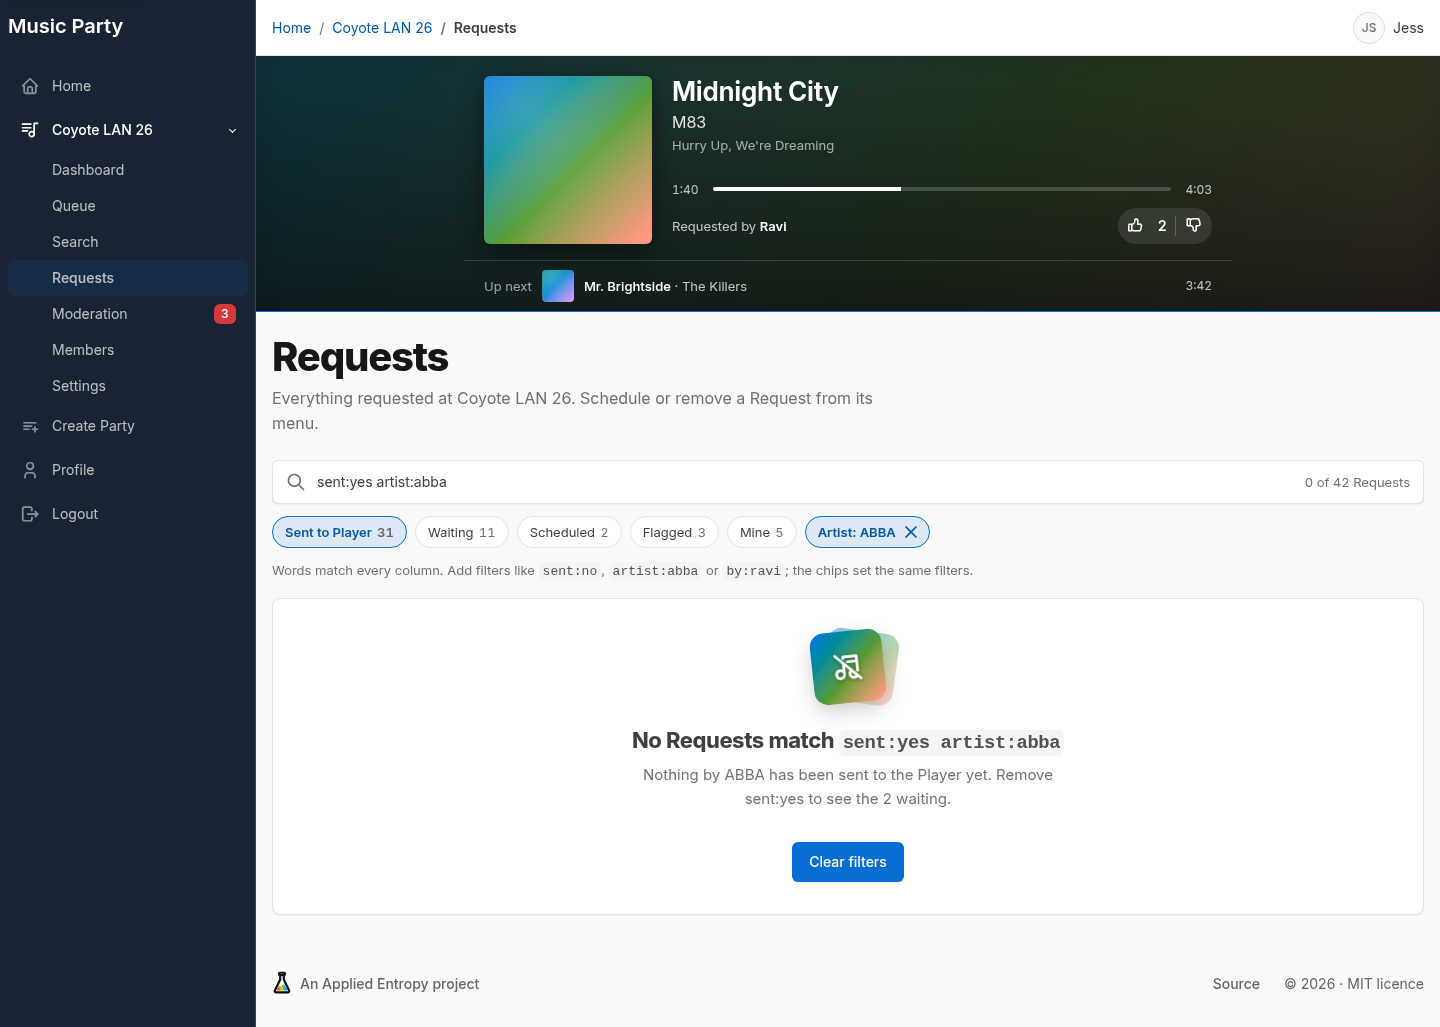 Music Party
Home
Coyote LAN 26
Dashboard
Queue
Search
Requests
Moderation 3
Members
Settings
Create Party
Profile
Logout
Home / Coyote LAN 26 / Requests
JS Jess
Midnight City
M83
Hurry Up, We're Dreaming
1:40 4:03
Requested by Ravi 2
Up next Mr. Brightside · The Killers 3:42
Requests
Everything requested at Coyote LAN 26. Schedule or remove a Request from its
menu.
sent:yes artist:abba 0 of 42 Requests
Sent to Player 31 Waiting 11 Scheduled 2 Flagged 3 Mine 5 Artist: ABBA
Words match every column. Add filters like sent:no, artist:abba or by:ravi; the chips set the same filters.
No Requests match sent:yes artist:abba
Nothing by ABBA has been sent to the Player yet. Remove
sent:yes to see the 2 waiting.
Clear filters
An Applied Entropy project Source © 2026 · MIT licence